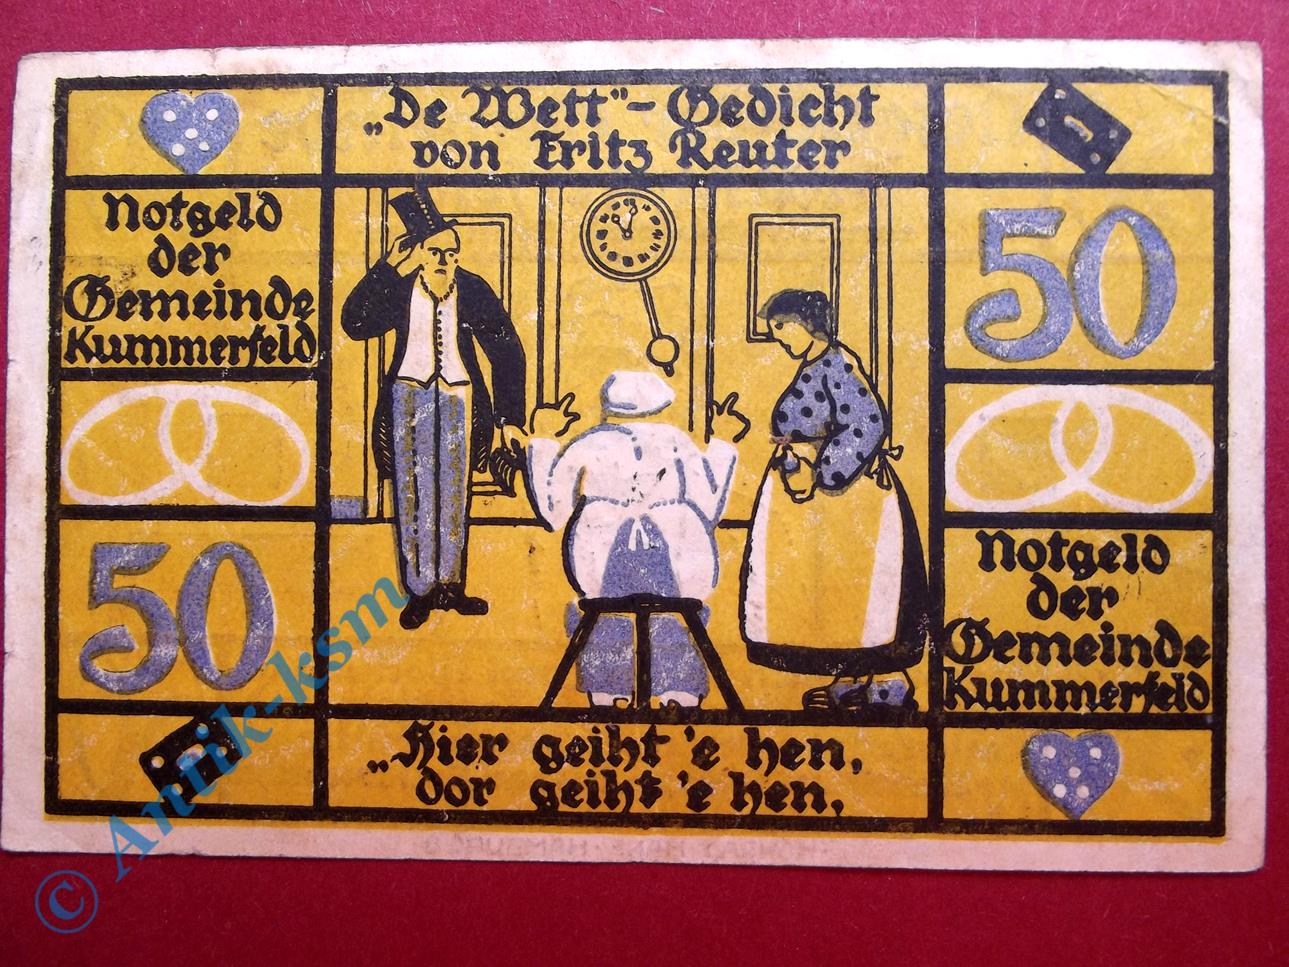 „De Wett"-Gedicht
von Fritz Reuter
Notgeld
der
Gemeinde
Kummerfeld
50
50
Notgeld
der
Gemeinde
Kummerfeld
„Hier geiht 'e hen,
dor geiht 'e hen,
© Antik-ksm